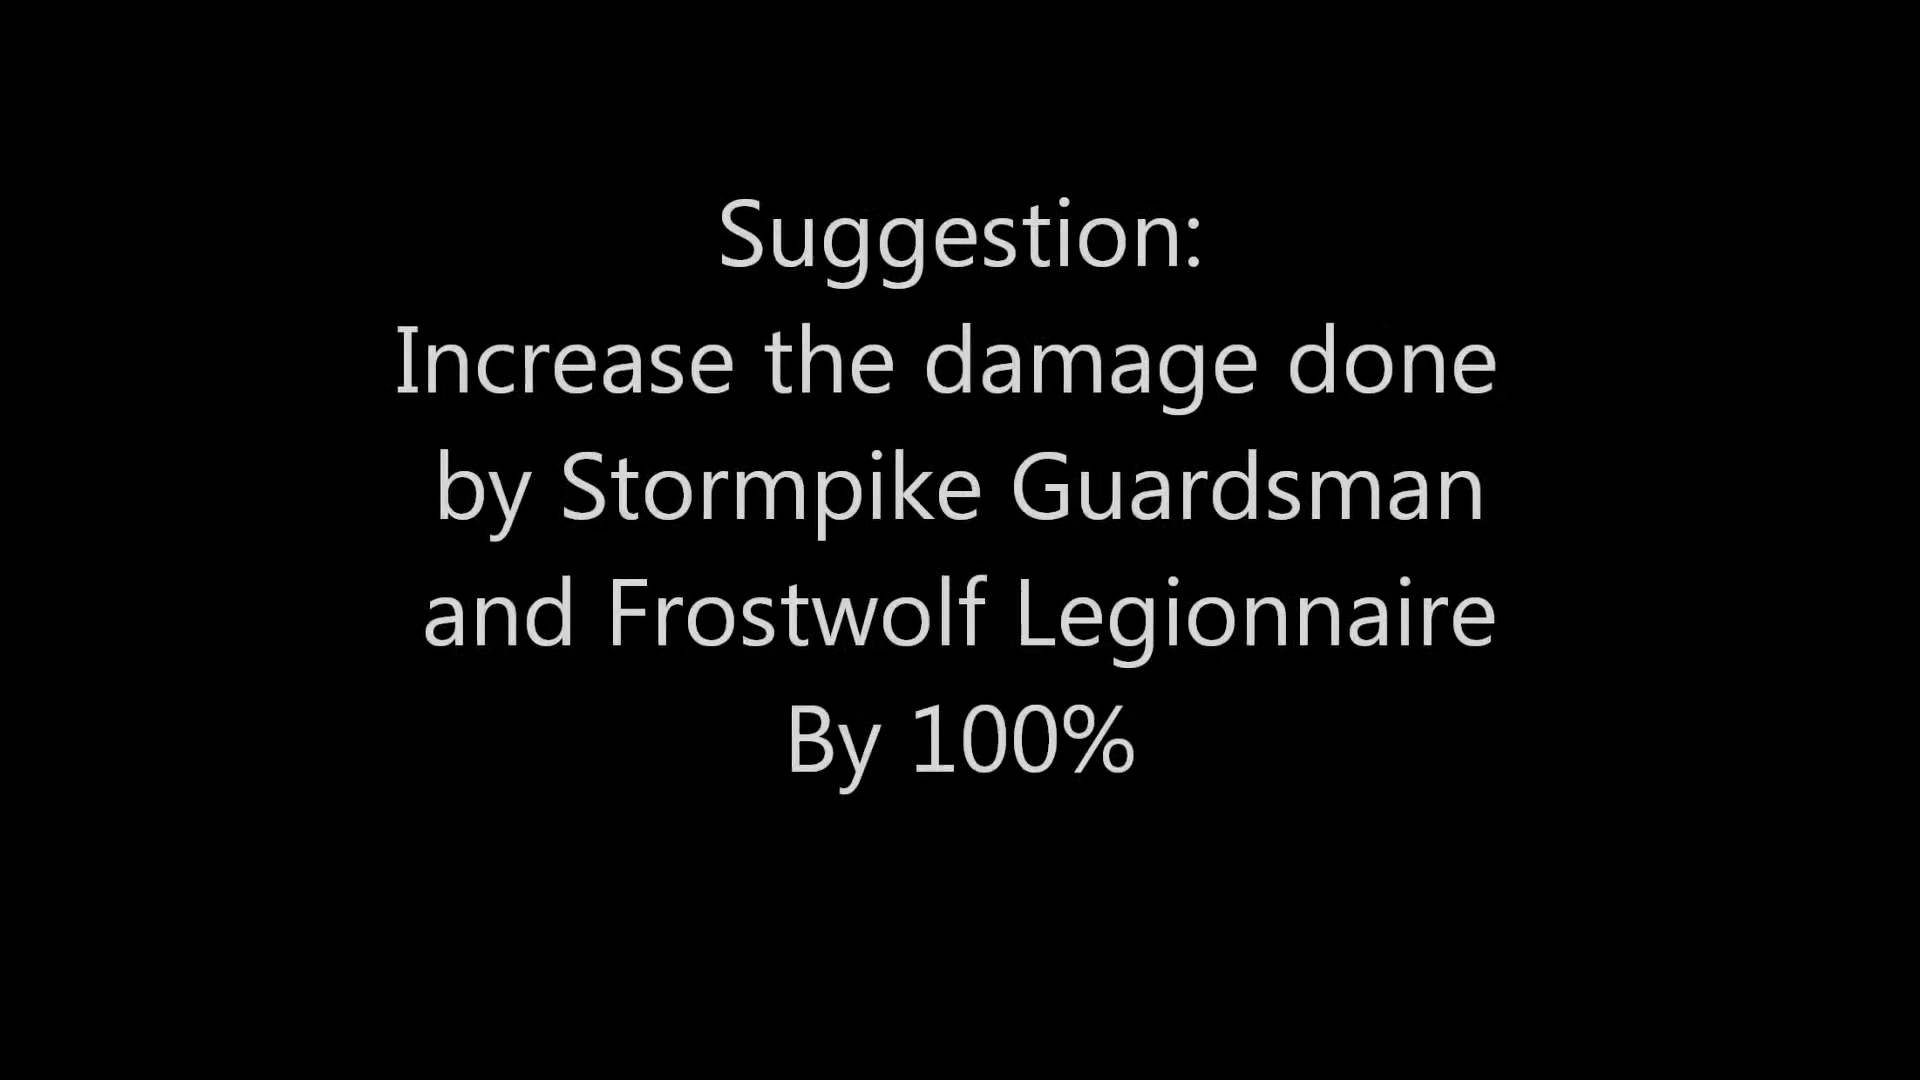 Suggestion:
Increase the damage done
by Stormpike Guardsman
and Frostwolf Legionnaire
By 100%